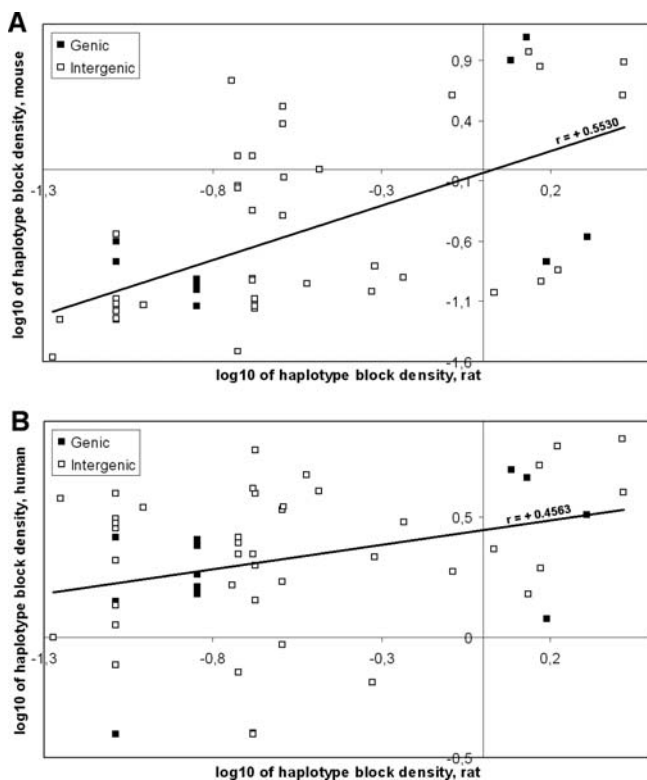 A
Genic
Intergenic
log10 of haplotype block density, mouse
0,9
0,4
-0,1
-0,6
-1,1
-1,6
r = + 0.5530
-1,3
-0,8
-0,3
0,2
log10 of haplotype block density, rat
B
Genic
Intergenic
log10 of haplotype block density, human
0,5
0
-0,5
r = + 0.4563
-1,3
-0,8
-0,3
0,2
log10 of haplotype block density, rat